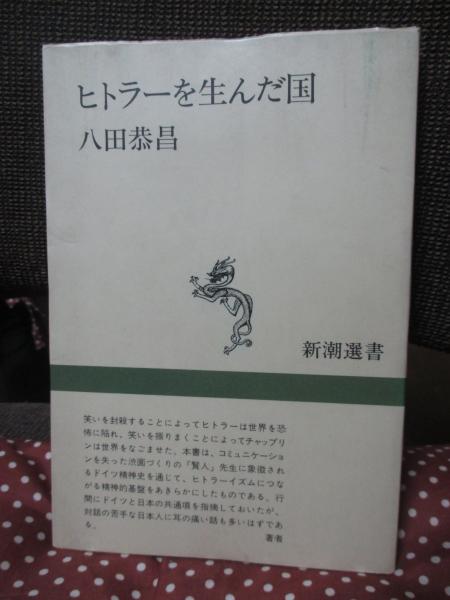 ヒトラーを生んだ国
八田恭昌
新潮選書
笑いを封殺することによってヒトラーは世界を恐
怖に陥れ、笑いを振りまくことによってチャップリ
ンは世界をなごませた。本書は、コミュニケーショ
ンを失った渋面づくりの「賢人」先生に象徴され
るドイツ精神史を通じて、ヒトラーイズムにつな
がる精神的基盤をあきらかにしたものである。行
間にドイツと日本の共通項を指摘しておいたが、
対話の苦手な日本人に耳の痛い話も多いはずであ
る。
著者